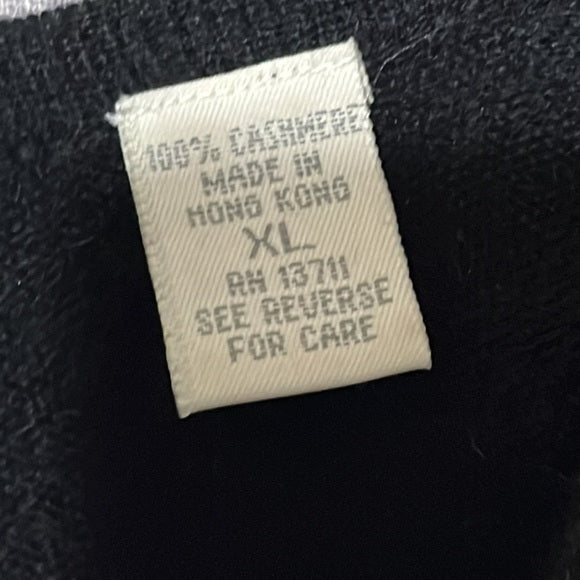 100% CASHMERE
MADE IN
HONG KONG
XL
RN 13711
SEE REVERSE
FOR CARE